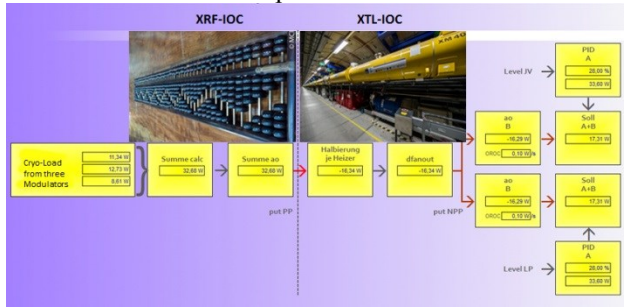 XRF-IOC
XTL-IOC
PID
A
28,00 %
33,60 W
Level JV
XM 40
ao
B
-16,29 W
OROC 0,10 W/s
Soll
A+B
17,31 W
Cryo-Load
from three
Modulators
11,34 W
12,73 W
8,61 W
Summe calc
32,68 W
Summe ao
32,68 W
Halbierung
je Heizer
-16,34 W
dfanout
-16,34 W
put PP
put NPP
ao
B
-16,29 W
OROC 0,10 W/s
Soll
A+B
17,31 W
PID
A
28,00 %
33,60 W
Level LP